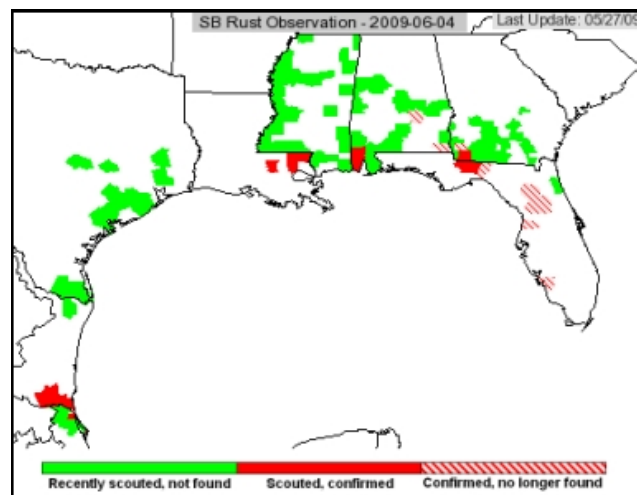 SB Rust Observation - 2009-06-04
Last Update: 05/27/09
Recently scouted, not found
Scouted, confirmed
Confirmed, no longer found